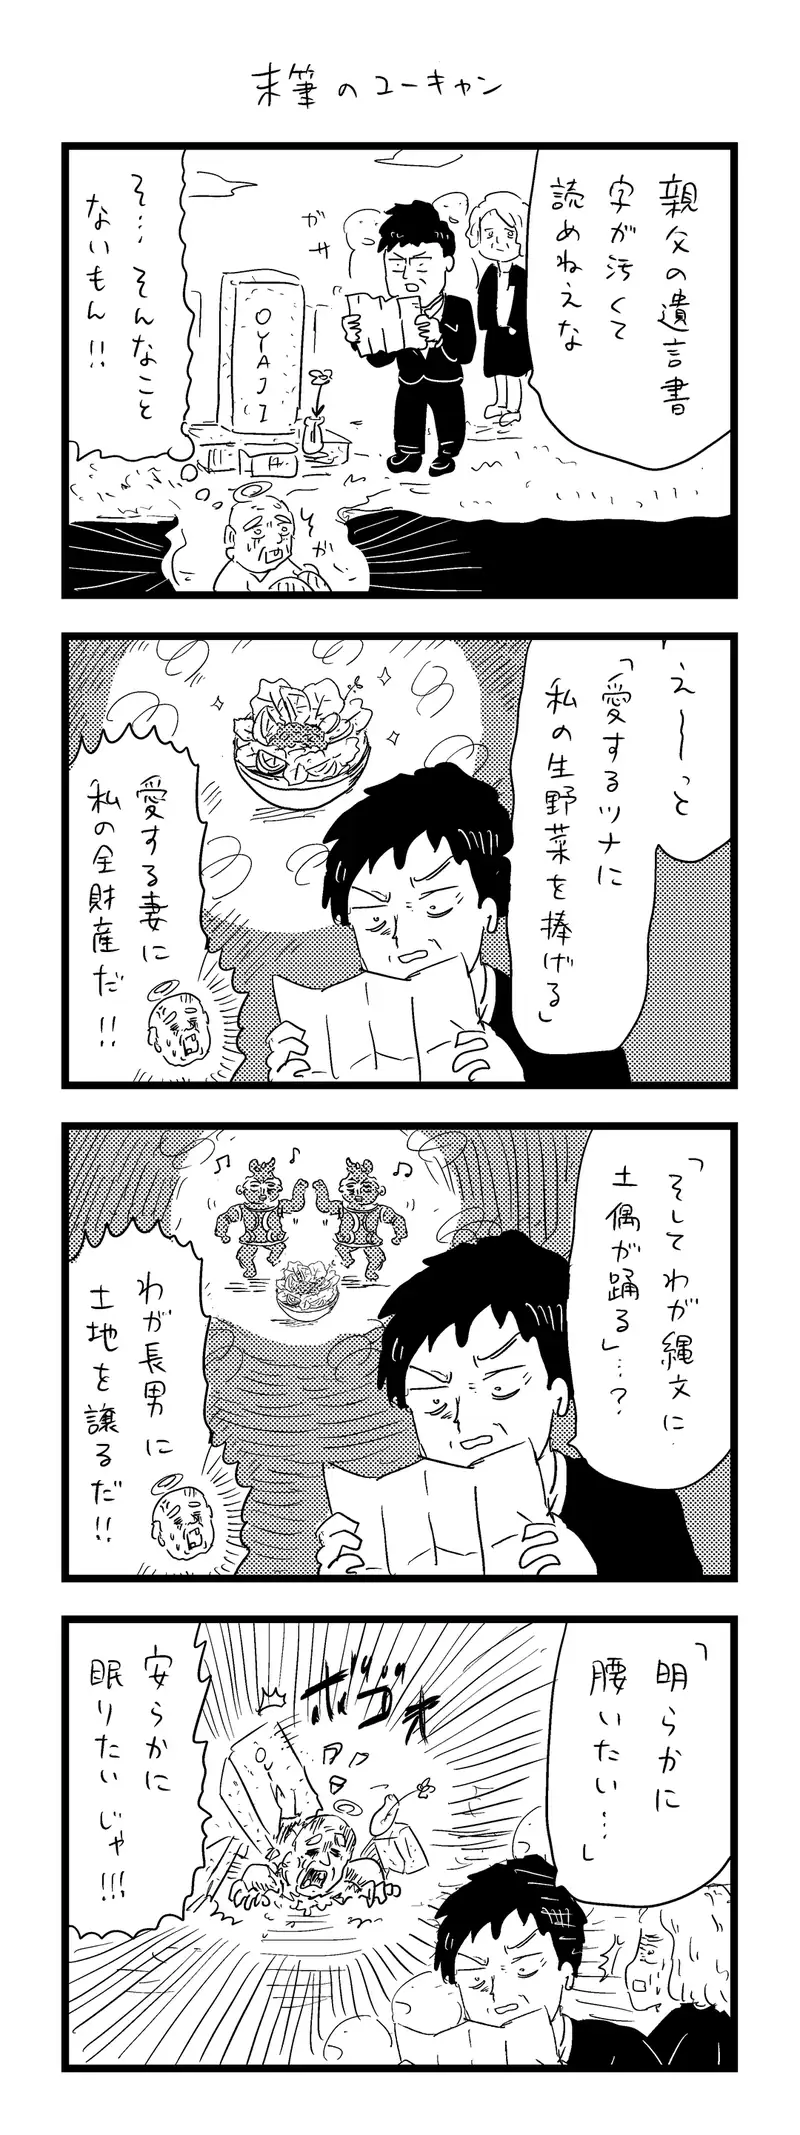 末筆のユーキャン
親父の遺言書
字が汚くて
読めねえな
ガサ
OYAJI
そ…そんなこと
ないもん!!
え〜〜っと
「愛するツナに
私の生野菜を捧げる」
愛する妻に
私の全財産だ!!
「そしてわが縄文に
土偶が踊る」…?
わが長男に
土地を譲るだ!!
「明らかに
腰いたい…」
ボゴォ
安らかに
眠りたいじゃ!!!